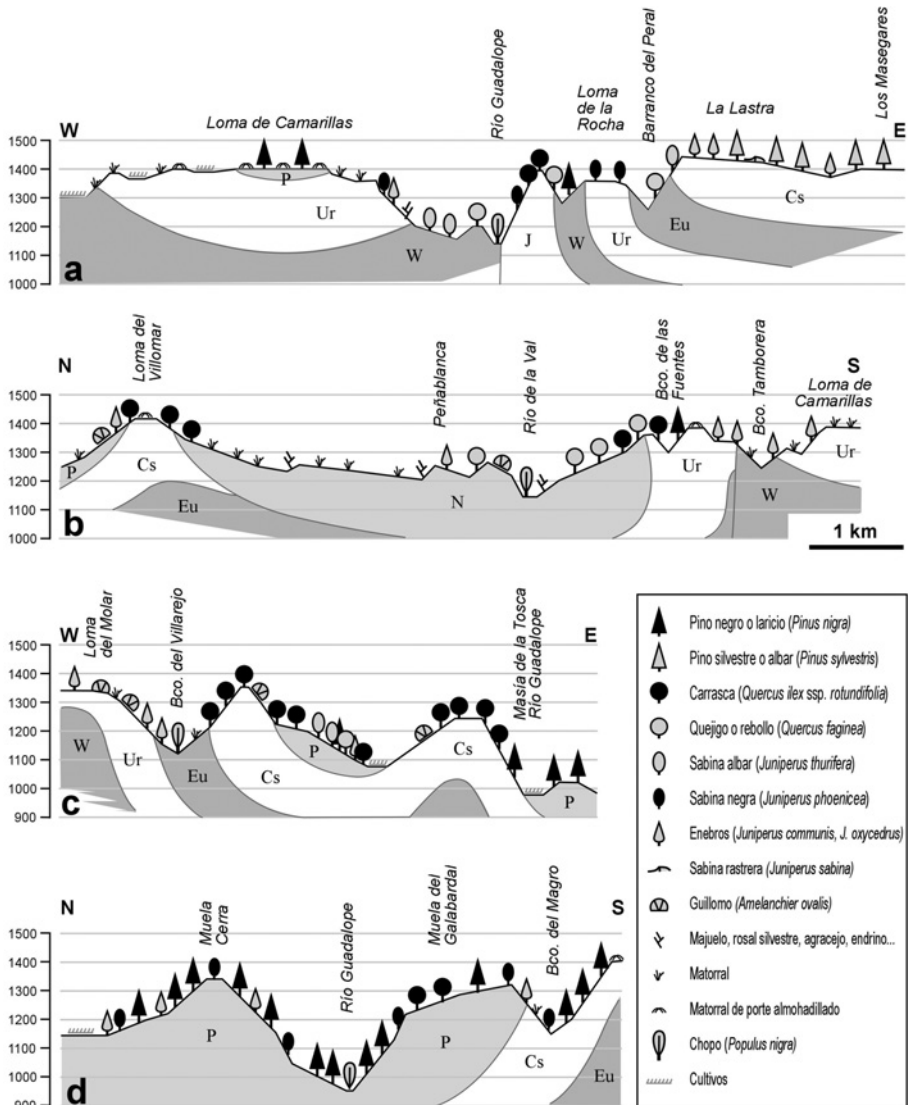 W
Loma de Camarillas
Río Guadalope
Loma
de la
Rocha
Barranco del Peral
La Lastra
Los Masegares
E
1500
1400
1300
1200
1100
1000
P
Ur
W
J
W
Ur
Eu
Cs
a
N
Loma del
Villomar
Peñablanca
Río de la Val
Bco. de las
Fuentes
Bco. Tamborera
S
Loma de
Camarillas
1500
1400
1300
1200
1100
1000
P
Cs
Eu
N
Ur
W
Ur
b
1 km
W
Loma
del Molar
Bco. del Villarejo
Masía de la Tosca
Río Guadalope
E
1500
1400
1300
1200
1100
1000
900
W
Ur
Eu
Cs
P
Cs
P
c
N
Muela
Cerra
Río Guadalope
Muela del
Galabardal
Bco. del Magro
S
1500
1400
1300
1200
1100
1000
900
P
P
Cs
Eu
d
Pino negro o laricio (Pinus nigra)
Pino silvestre o albar (Pinus sylvestris)
Carrasca (Quercus ilex ssp. rotundifolia)
Quejigo o rebollo (Quercus faginea)
Sabina albar (Juniperus thurifera)
Sabina negra (Juniperus phoenicea)
Enebros (Juniperus communis, J. oxycedrus)
Sabina rastrera (Juniperus sabina)
Guillomo (Amelanchier ovalis)
Majuelo, rosal silvestre, agracejo, endrino...
Matorral
Matorral de porte almohadillado
Chopo (Populus nigra)
Cultivos